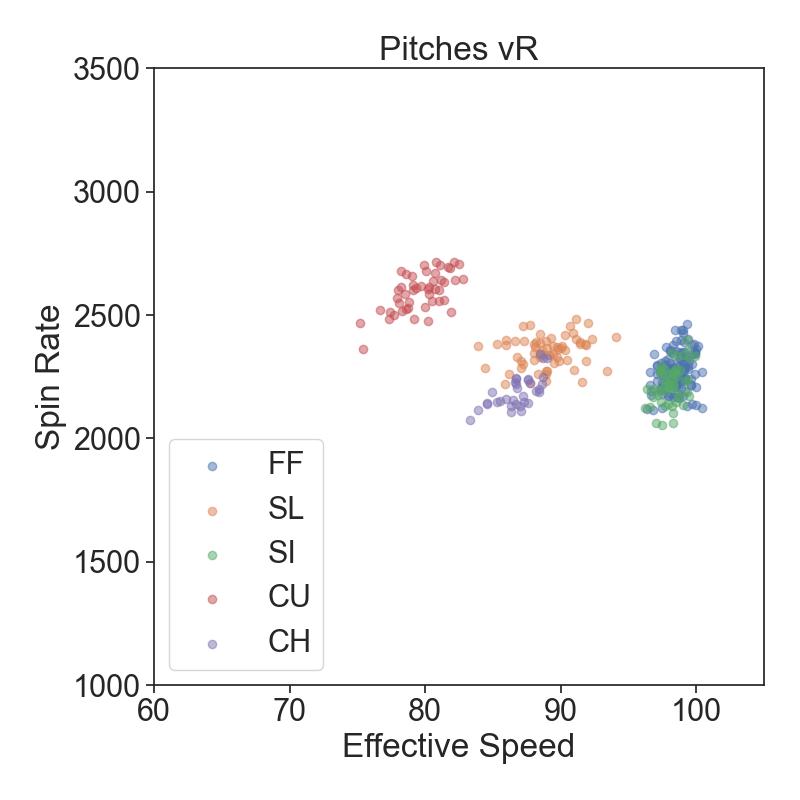 Pitches vR
3500
3000
2500
2000
1500
1000
Spin Rate
FF
SL
SI
CU
CH
60 70 80 90 100
Effective Speed